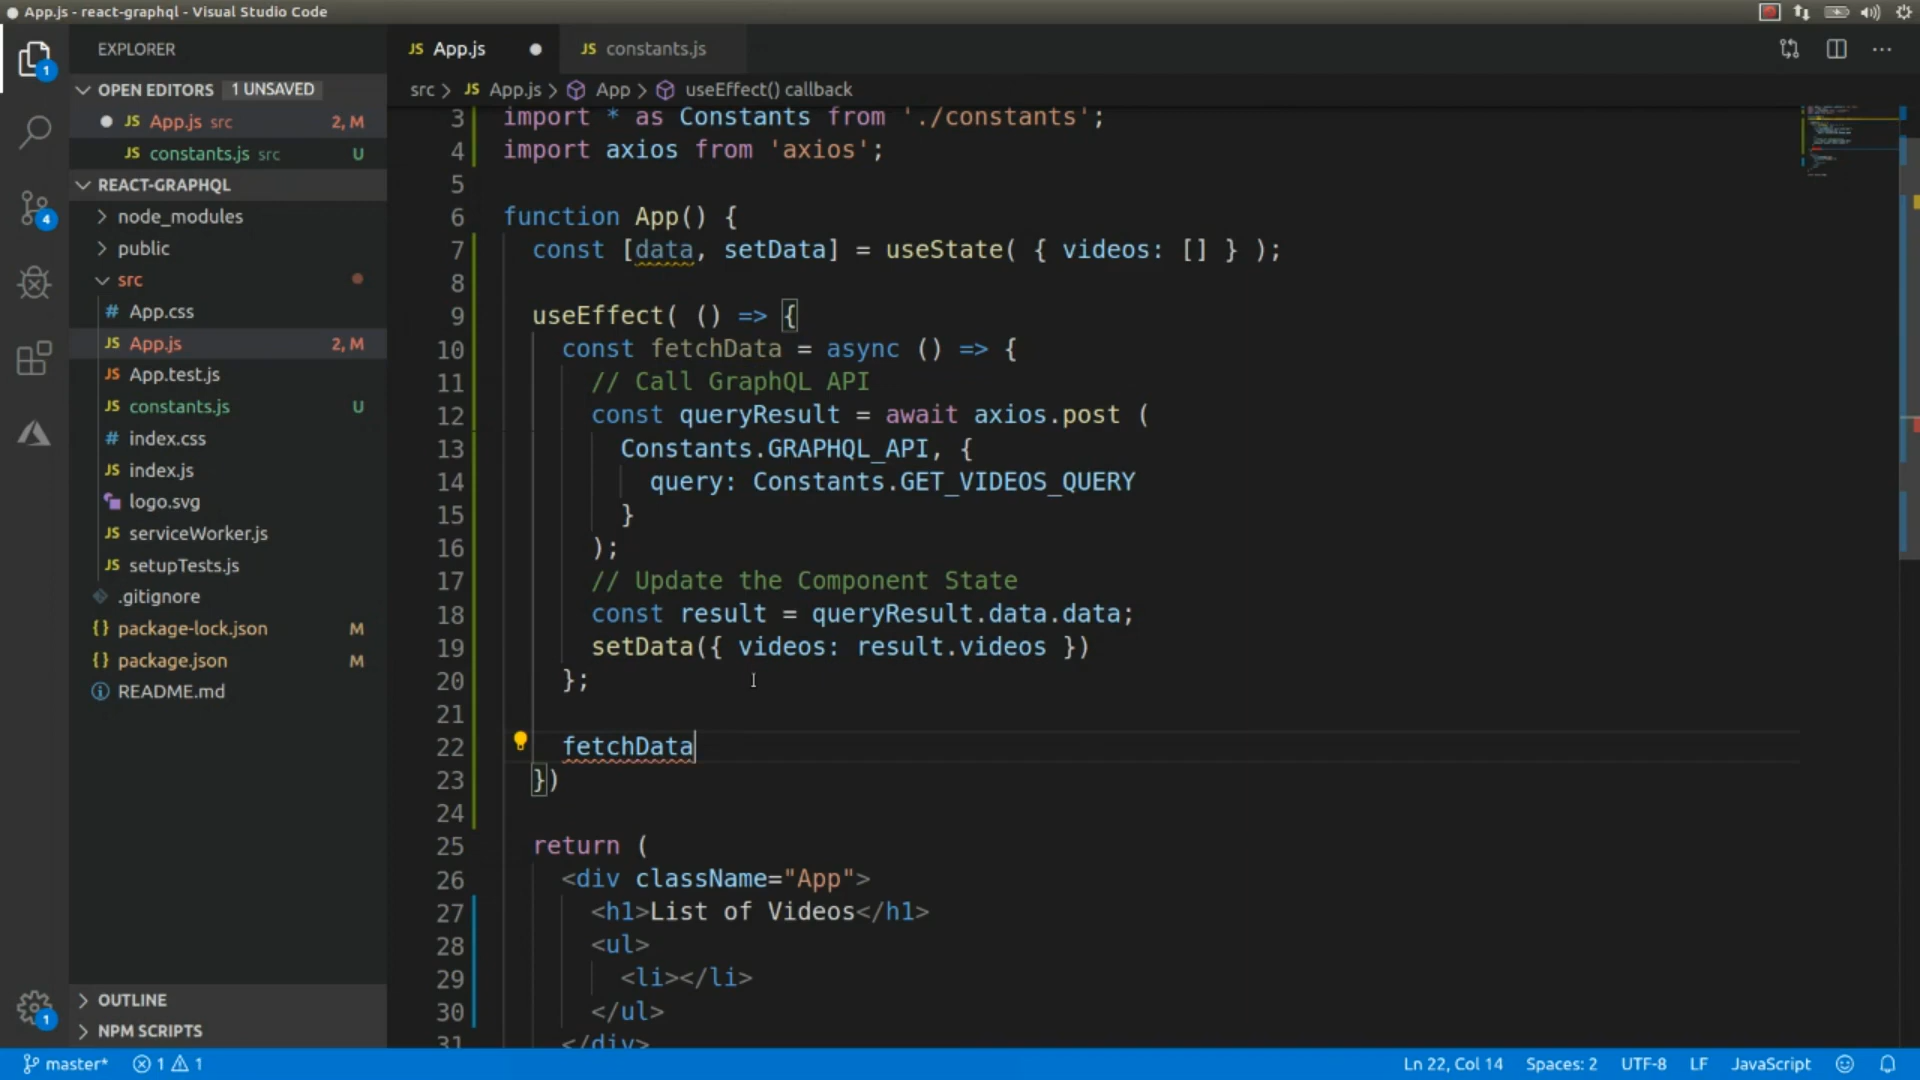 App.js - react-graphql - Visual Studio Code
EXPLORER
OPEN EDITORS 1 UNSAVED
JS App.js src 2, M
JS constants.js src U
REACT-GRAPHQL
node_modules
public
src
# App.css
JS App.js 2, M
JS App.test.js
JS constants.js U
# index.css
JS index.js
logo.svg
JS serviceWorker.js
JS setupTests.js
.gitignore
{} package-lock.json M
{} package.json M
README.md
OUTLINE
NPM SCRIPTS
1
4
1
JS App.js
JS constants.js
src > JS App.js > App > useEffect() callback
3 import * as Constants from './constants';
4 import axios from 'axios';
5
6 function App() {
7 const [data, setData] = useState( { videos: [] } );
8
9 useEffect( () => {
10 const fetchData = async () => {
11 // Call GraphQL API
12 const queryResult = await axios.post (
13 Constants.GRAPHQL_API, {
14 query: Constants.GET_VIDEOS_QUERY
15 }
16 );
17 // Update the Component State
18 const result = queryResult.data.data;
19 setData({ videos: result.videos })
20 };
21
22 fetchData
23 })
24
25 return (
26 <div className="App">
27 <h1>List of Videos</h1>
28 <ul>
29 <li></li>
30 </ul>
31 </div>
master* 1 1 Ln 22, Col 14 Spaces: 2 UTF-8 LF JavaScript